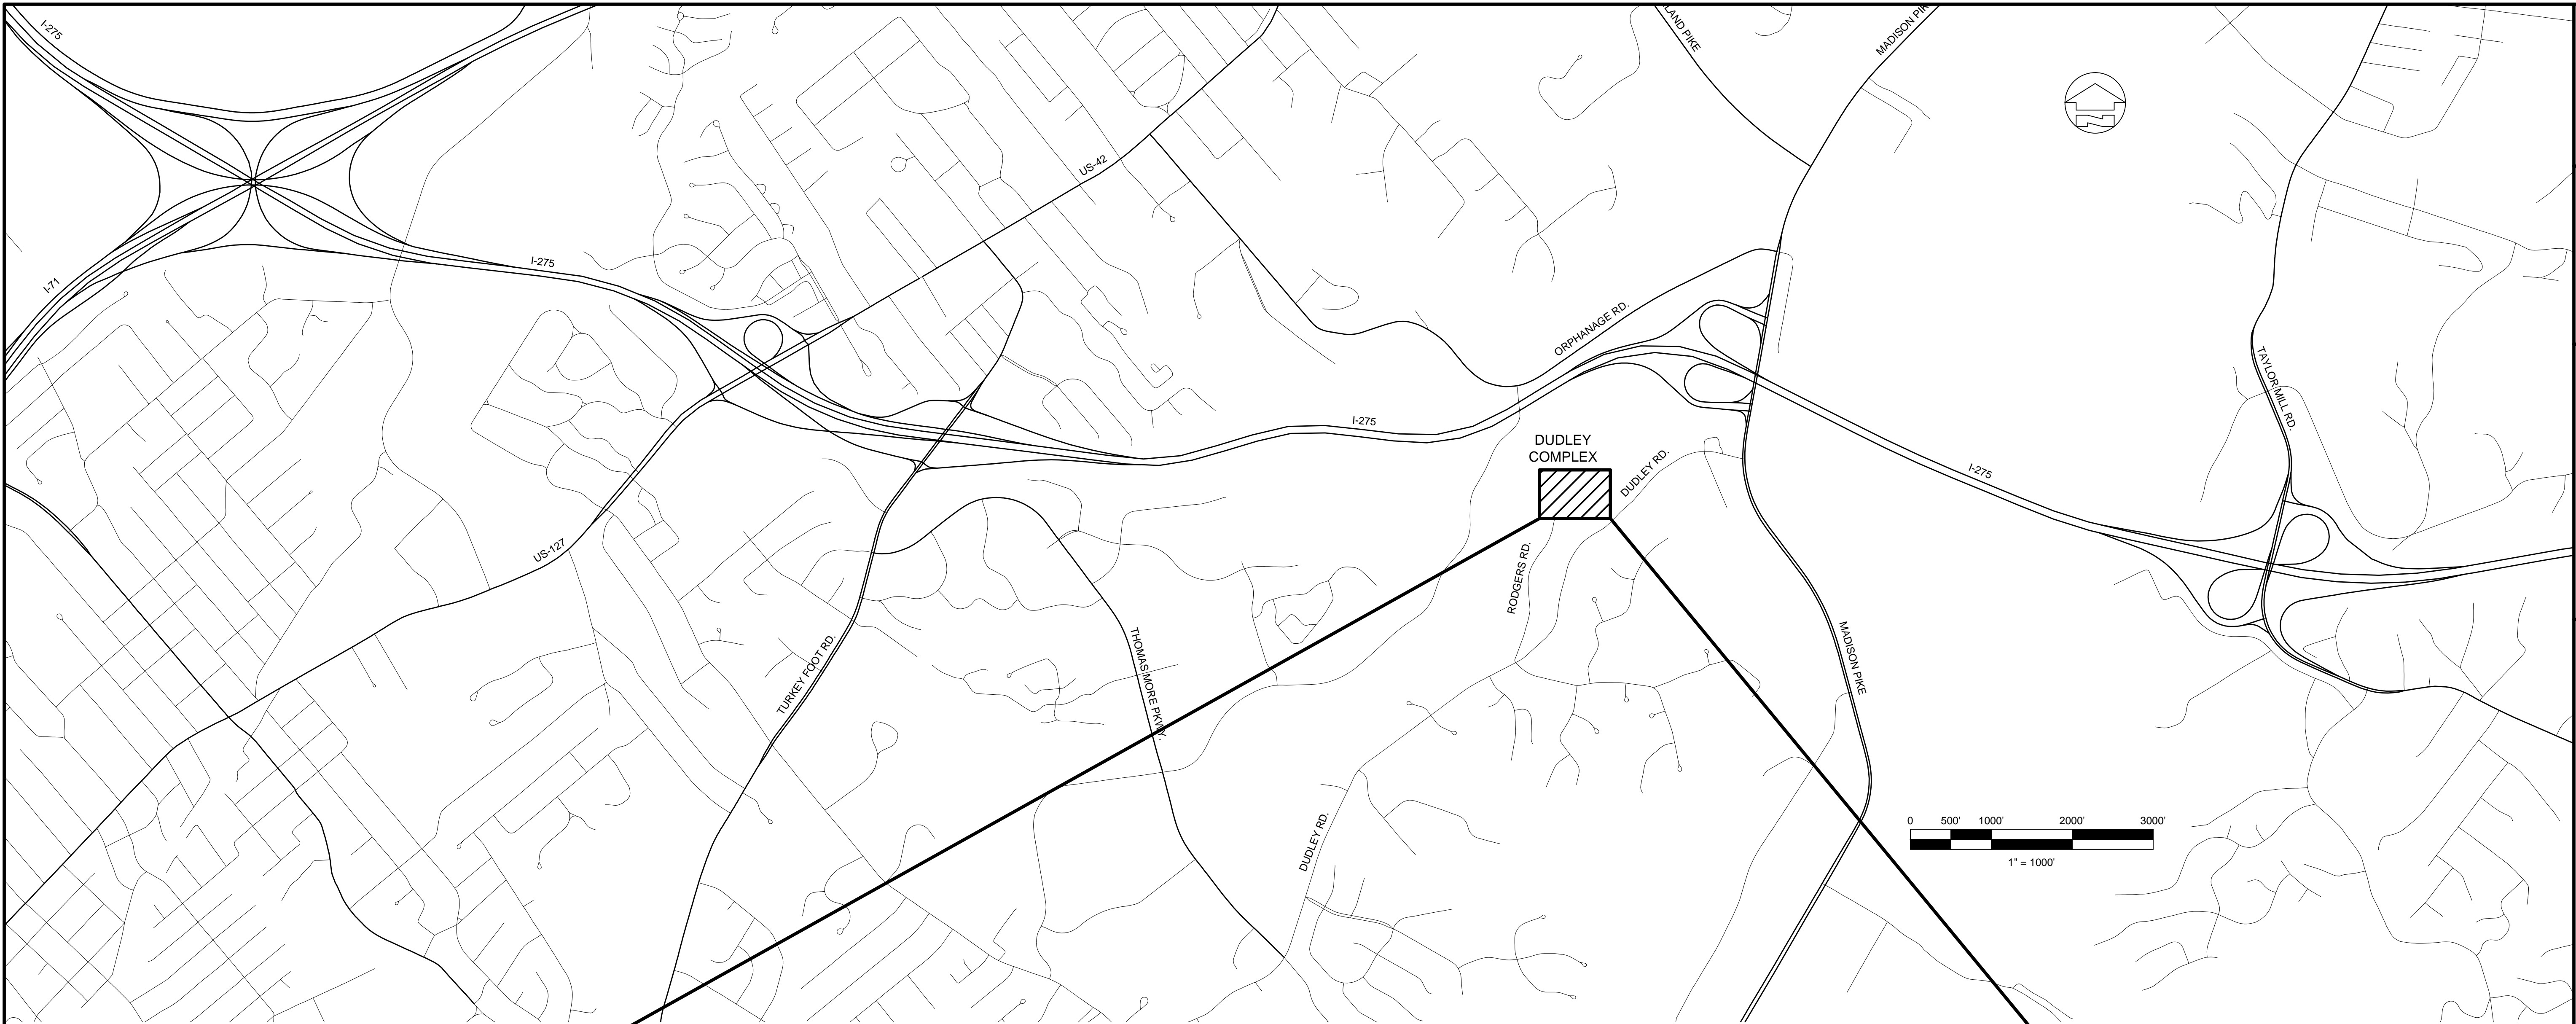 I-275
LAND PIKE
MADISON PIK
US-42
I-275
I-71
ORPHANAGE RD.
TAYLOR MILL RD.
I-275
DUDLEY
COMPLEX
DUDLEY RD.
I-275
US-127
RODGERS RD.
TURKEY FOOT RD.
THOMAS MORE PKWY.
MADISON PIKE
DUDLEY RD.
0 500' 1000' 2000' 3000'
1" = 1000'
N